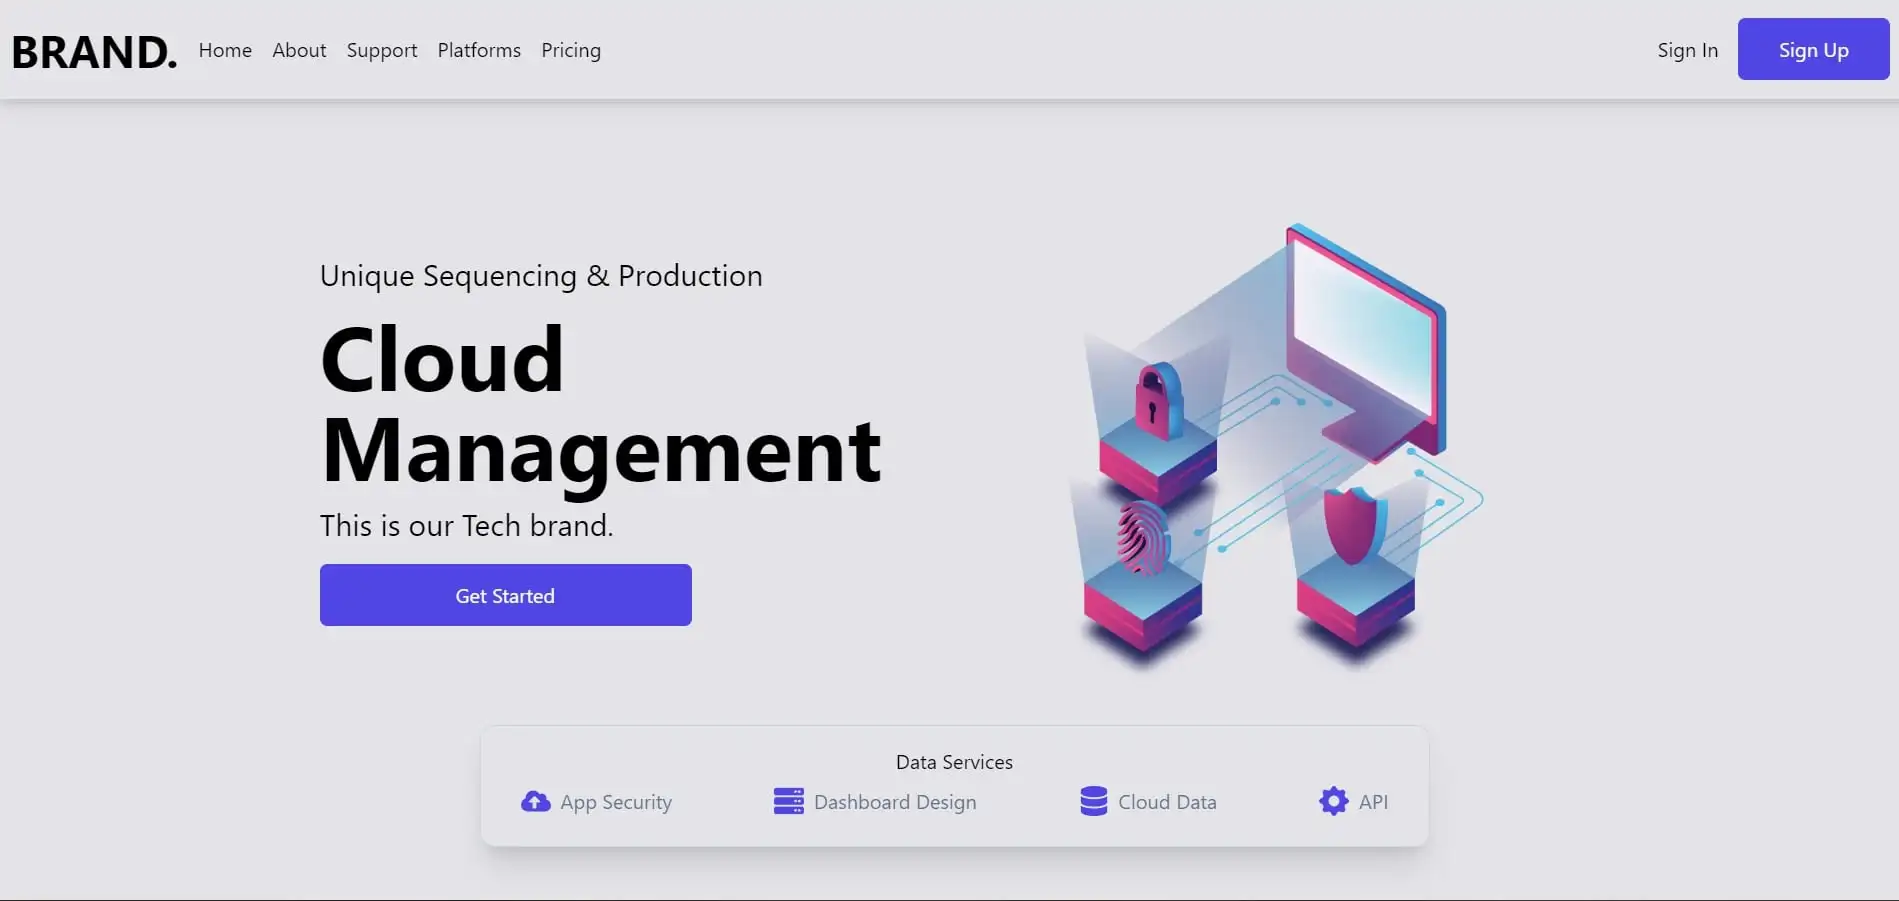 BRAND. Home About Support Platforms Pricing Sign In Sign Up
Unique Sequencing & Production
Cloud
Management
This is our Tech brand.
Get Started
Data Services
App Security Dashboard Design Cloud Data API